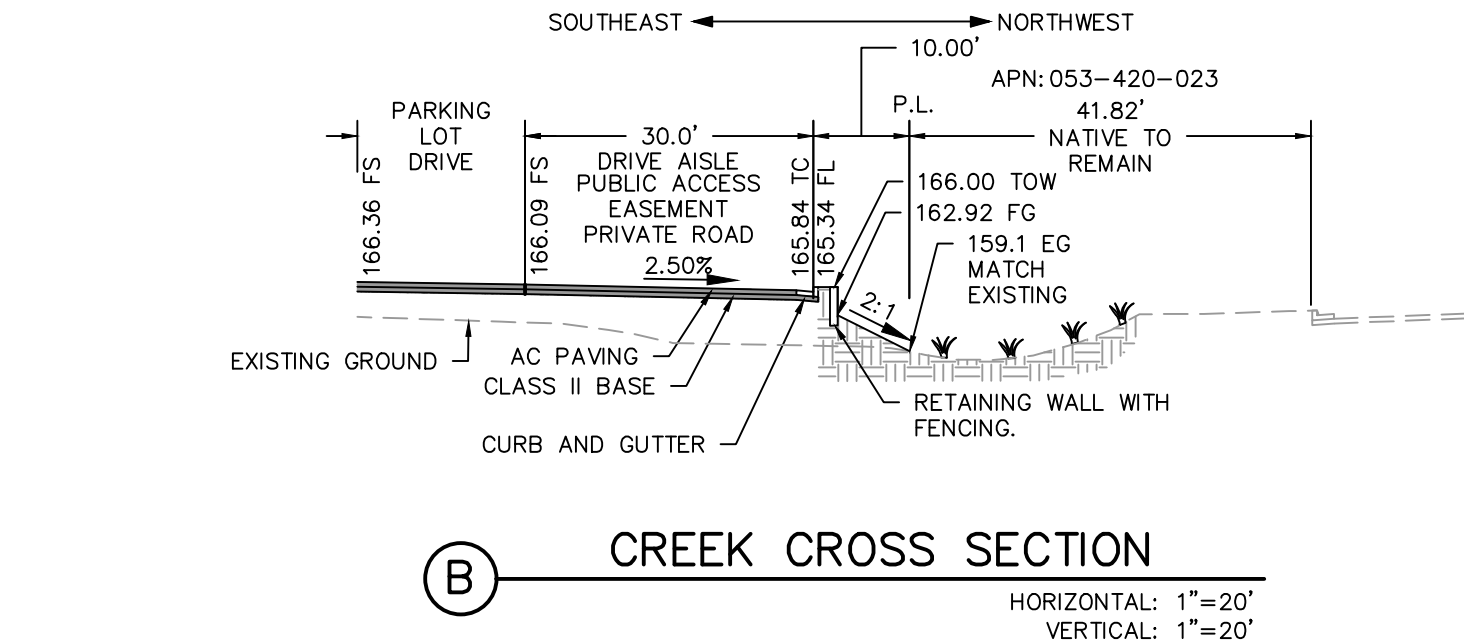 SOUTHEAST NORTHWEST
10.00'
APN: 053-420-023
P.L.
41.82'
NATIVE TO
REMAIN
PARKING
LOT
DRIVE
30.0'
DRIVE AISLE
PUBLIC ACCESS
EASEMENT
PRIVATE ROAD
2.50%
166.36 FS
166.09 FS
165.84 TC
165.34 FL
166.00 TOW
162.92 FG
159.1 EG
MATCH
EXISTING
2:1
EXISTING GROUND
AC PAVING
CLASS II BASE
CURB AND GUTTER
RETAINING WALL WITH
FENCING.
B
CREEK CROSS SECTION
HORIZONTAL: 1"=20'
VERTICAL: 1"=20'